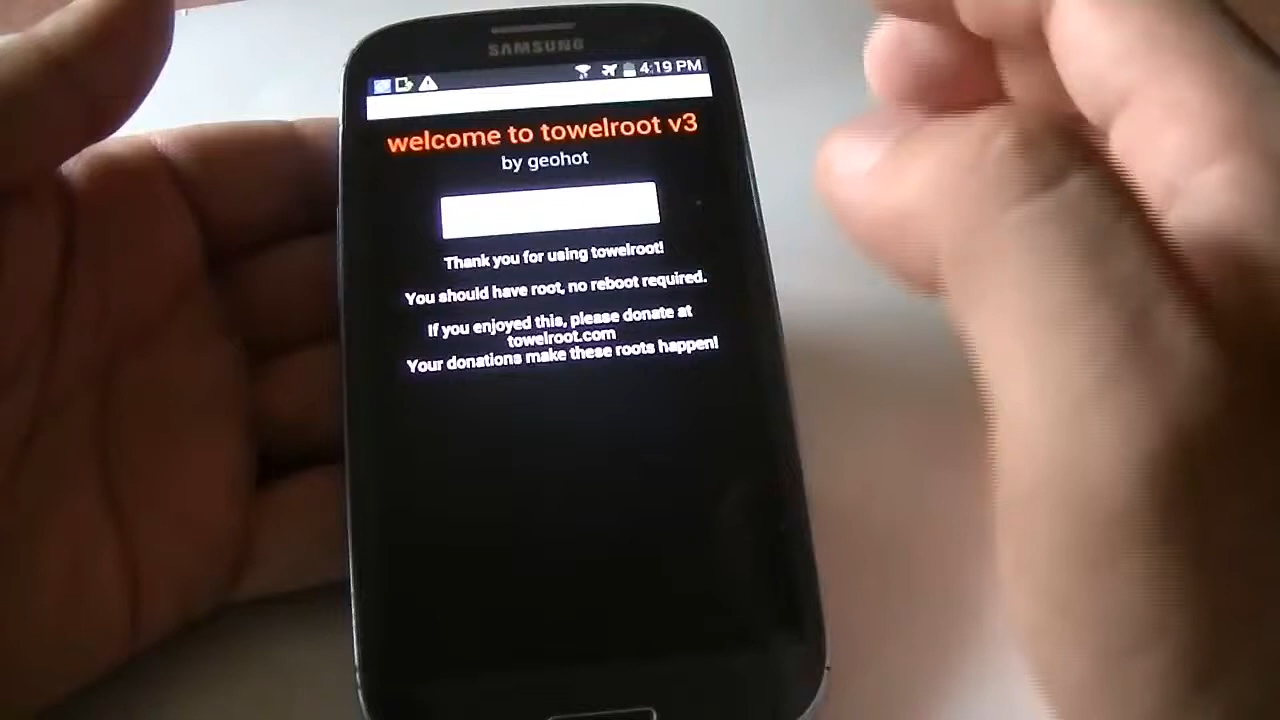 SAMSUNG
4:19 PM
welcome to towelroot v3
by geohot
Thank you for using towelroot!
You should have root, no reboot required.
If you enjoyed this, please donate at
towelroot.com
Your donations make these roots happen!